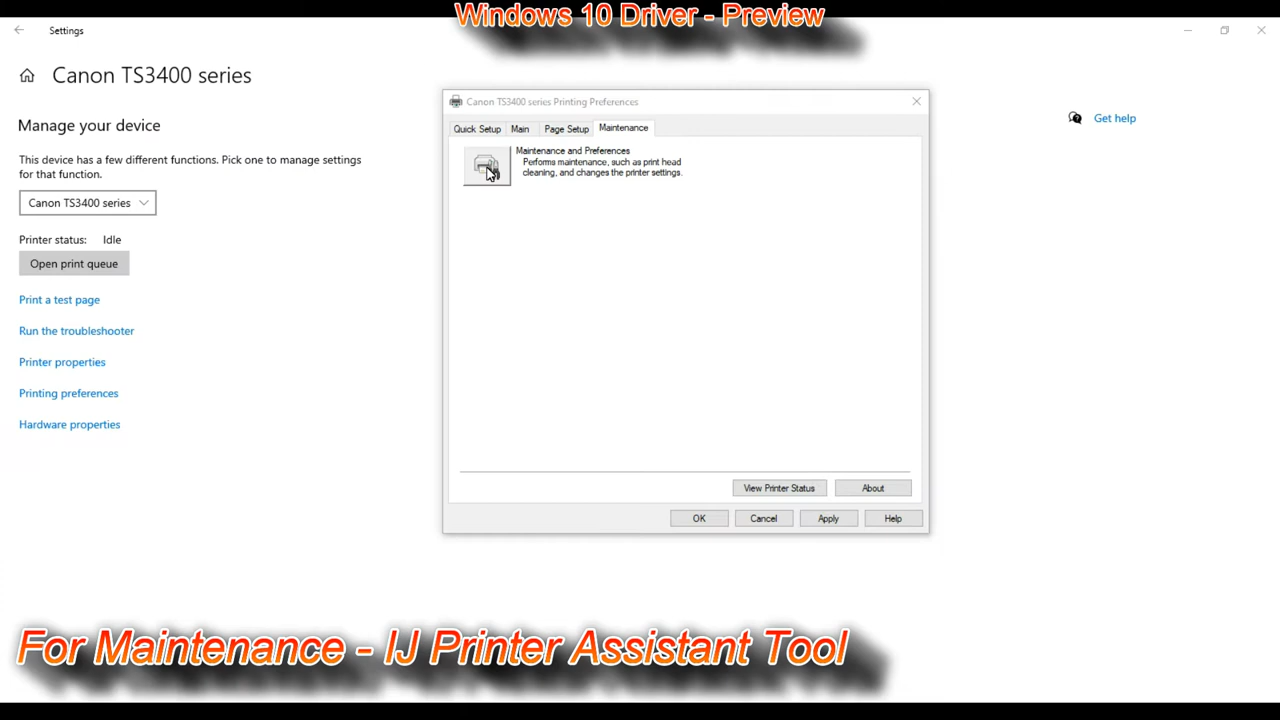 Windows 10 Driver - Preview
Settings
Canon TS3400 series
Manage your device
This device has a few different functions. Pick one to manage settings
for that function.
Canon TS3400 series
Printer status: Idle
Open print queue
Print a test page
Run the troubleshooter
Printer properties
Printing preferences
Hardware properties
Canon TS3400 series Printing Preferences
Quick Setup Main Page Setup Maintenance
Maintenance and Preferences
Performs maintenance, such as print head
cleaning, and changes the printer settings.
View Printer Status About
OK Cancel Apply Help
Get help
For Maintenance - IJ Printer Assistant Tool